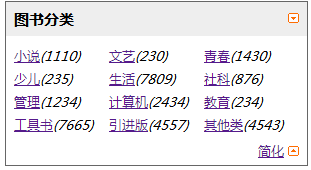 图书分类
小说(1110) 文艺(230) 青春(1430)
少儿(235) 生活(7809) 社科(876)
管理(1234) 计算机(2434) 教育(234)
工具书(7665) 引进版(4557) 其他类(4543)
简化